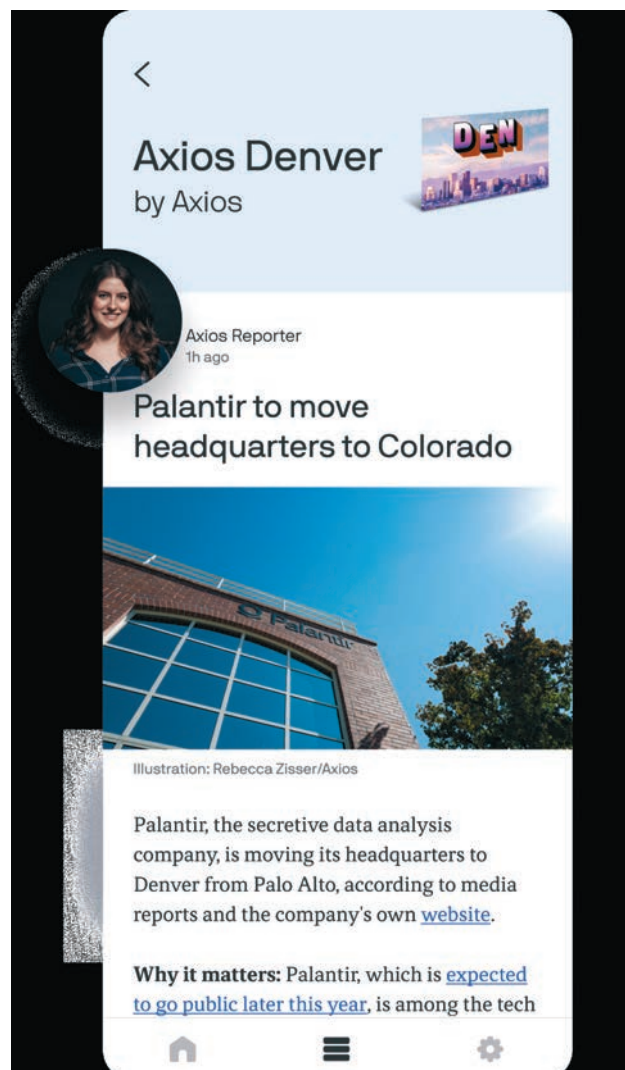 Axios Denver
DEN
by Axios
Axios Reporter
1h ago
Palantir to move
headquarters to Colorado
Palantir
Illustration: Rebecca Zisser/Axios
Palantir, the secretive data analysis
company, is moving its headquarters to
Denver from Palo Alto, according to media
reports and the company's own website.
Why it matters: Palantir, which is expected
to go public later this year, is among the tech